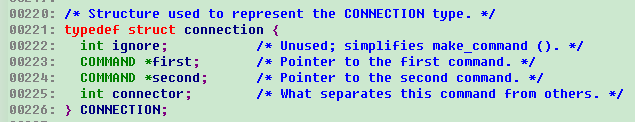 00220: /* Structure used to represent the CONNECTION type. */
00221: typedef struct connection {
00222:   int ignore;            /* Unused; simplifies make_command (). */
00223:   COMMAND *first;        /* Pointer to the first command. */
00224:   COMMAND *second;       /* Pointer to the second command. */
00225:   int connector;         /* What separates this command from others. */
00226: } CONNECTION;